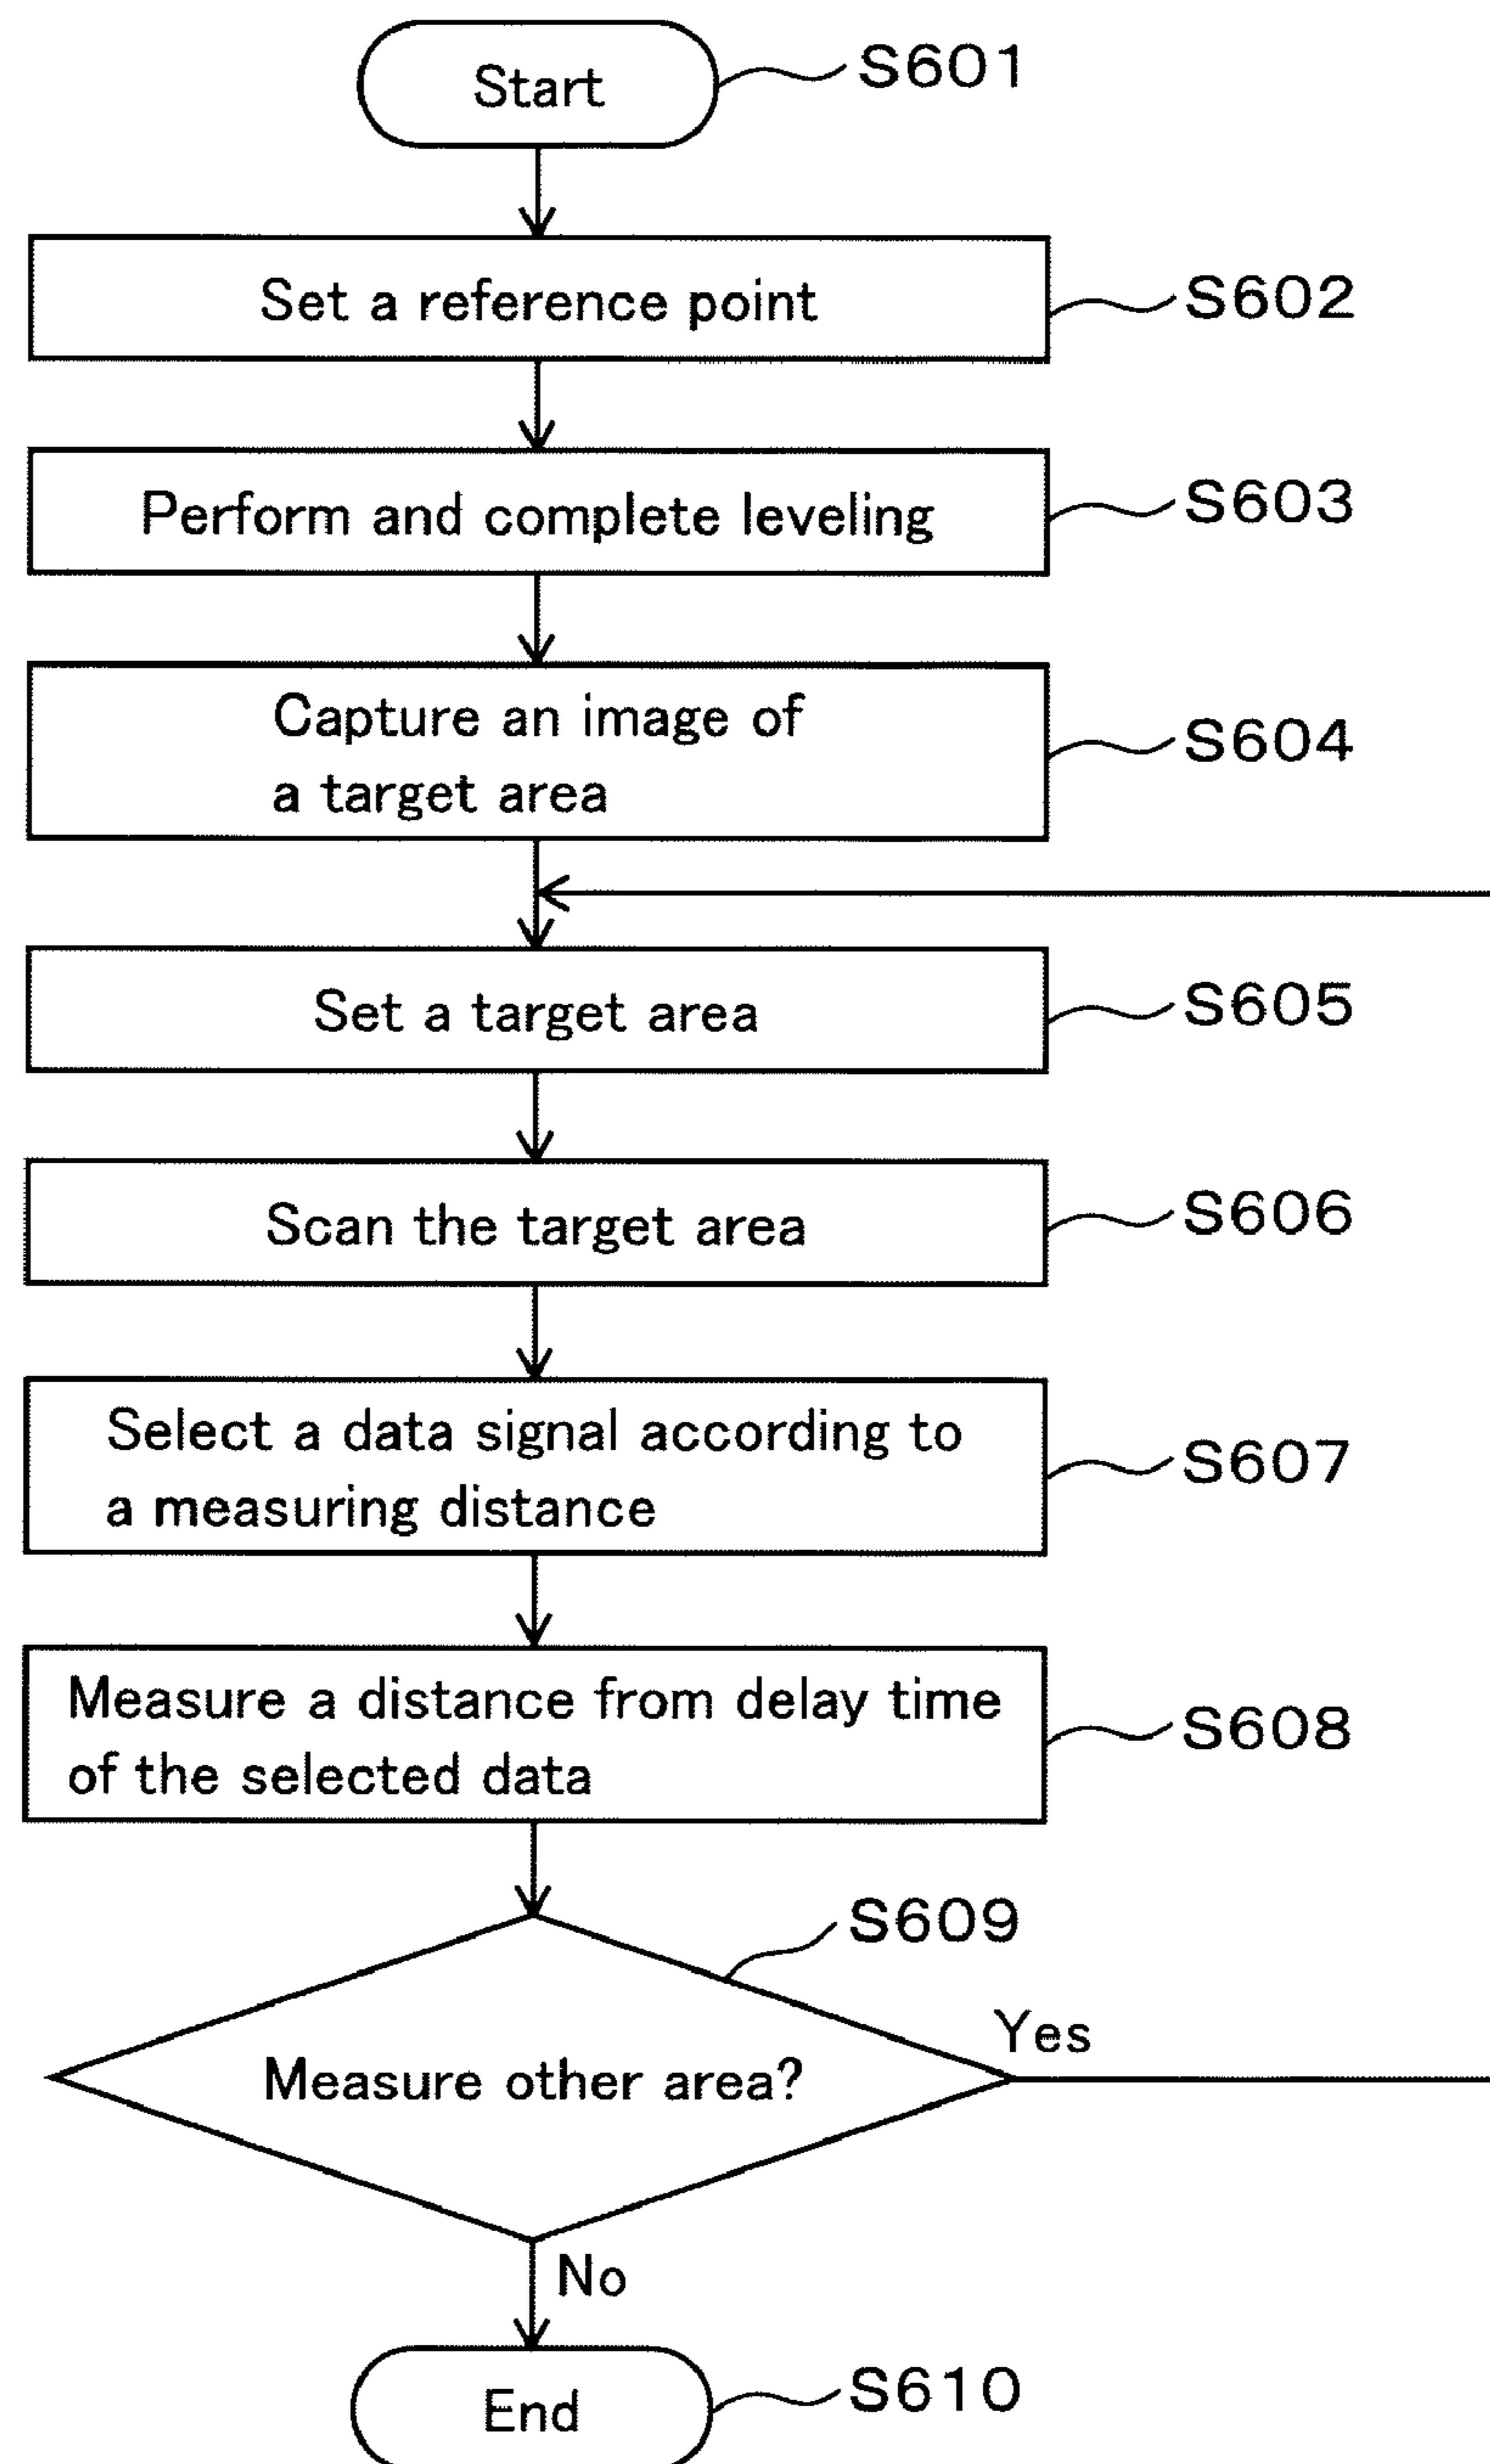 Start
S601
Set a reference point
S602
Perform and complete leveling
S603
Capture an image of
a target area
S604
Set a target area
S605
Scan the target area
S606
Select a data signal according to
a measuring distance
S607
Measure a distance from delay time
of the selected data
S608
S609
Yes
Measure other area?
No
End
S610